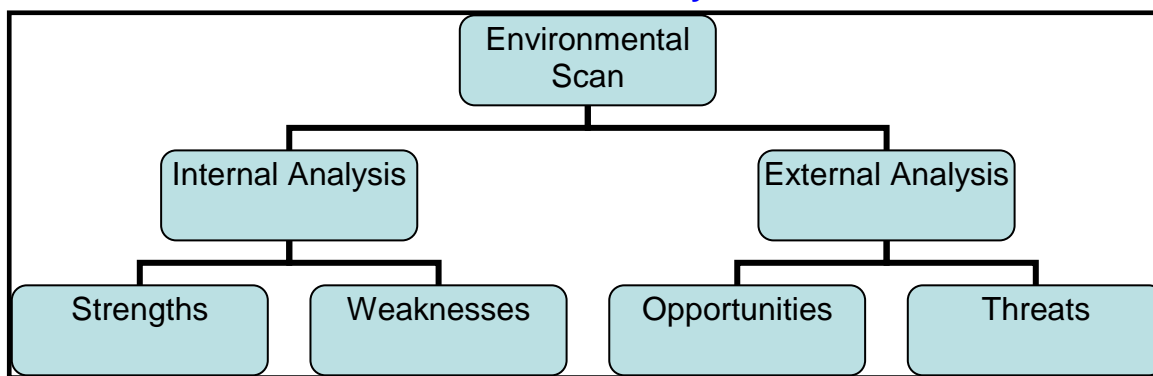 Environmental
Scan
Internal Analysis
External Analysis
Strengths
Weaknesses
Opportunities
Threats